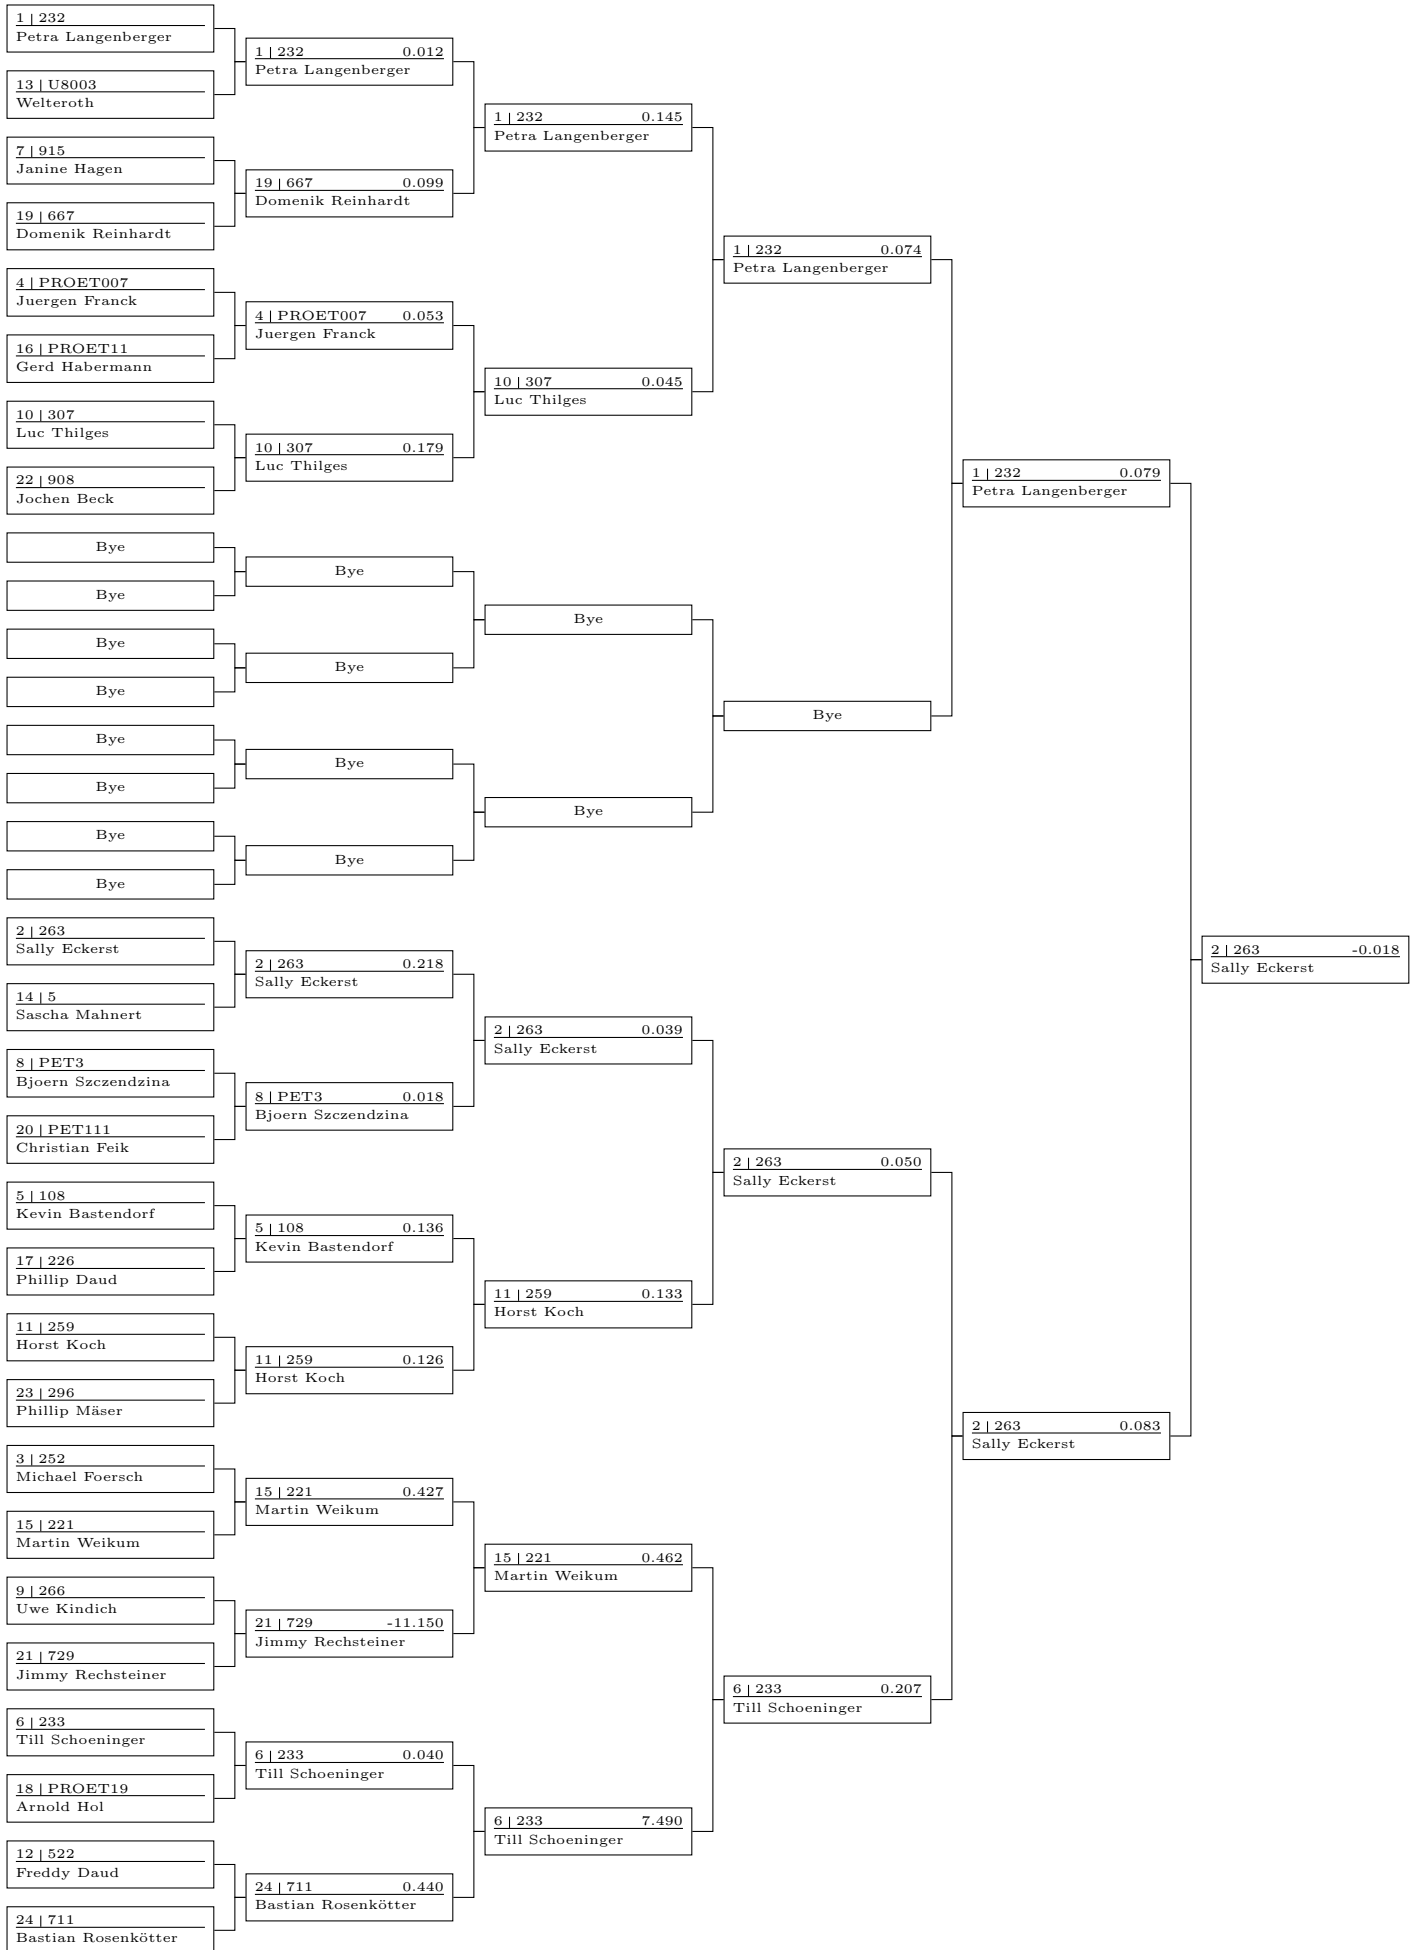 1 | 232
Petra Langenberger
13 | U8003
Welteroth
7 | 915
Janine Hagen
19 | 667
Domenik Reinhardt
4 | PROET007
Juergen Franck
16 | PROET11
Gerd Habermann
10 | 307
Luc Thilges
22 | 908
Jochen Beck
Bye
Bye
Bye
Bye
Bye
Bye
Bye
Bye
2 | 263
Sally Eckerst
14 | 5
Sascha Mahnert
8 | PET3
Bjoern Szczendzina
20 | PET111
Christian Feik
5 | 108
Kevin Bastendorf
17 | 226
Phillip Daud
11 | 259
Horst Koch
23 | 296
Phillip Mäser
3 | 252
Michael Foersch
15 | 221
Martin Weikum
9 | 266
Uwe Kindich
21 | 729
Jimmy Rechsteiner
6 | 233
Till Schoeninger
18 | PROET19
Arnold Hol
12 | 522
Freddy Daud
24 | 711
Bastian Rosenkötter
1 | 232 0.012
Petra Langenberger
19 | 667 0.099
Domenik Reinhardt
4 | PROET007 0.053
Juergen Franck
10 | 307 0.179
Luc Thilges
Bye
Bye
Bye
Bye
2 | 263 0.218
Sally Eckerst
8 | PET3 0.018
Bjoern Szczendzina
5 | 108 0.136
Kevin Bastendorf
11 | 259 0.126
Horst Koch
15 | 221 0.427
Martin Weikum
21 | 729 -11.150
Jimmy Rechsteiner
6 | 233 0.040
Till Schoeninger
24 | 711 0.440
Bastian Rosenkötter
1 | 232 0.145
Petra Langenberger
10 | 307 0.045
Luc Thilges
Bye
Bye
2 | 263 0.039
Sally Eckerst
11 | 259 0.133
Horst Koch
15 | 221 0.462
Martin Weikum
6 | 233 7.490
Till Schoeninger
1 | 232 0.074
Petra Langenberger
Bye
2 | 263 0.050
Sally Eckerst
6 | 233 0.207
Till Schoeninger
1 | 232 0.079
Petra Langenberger
2 | 263 0.083
Sally Eckerst
2 | 263 -0.018
Sally Eckerst